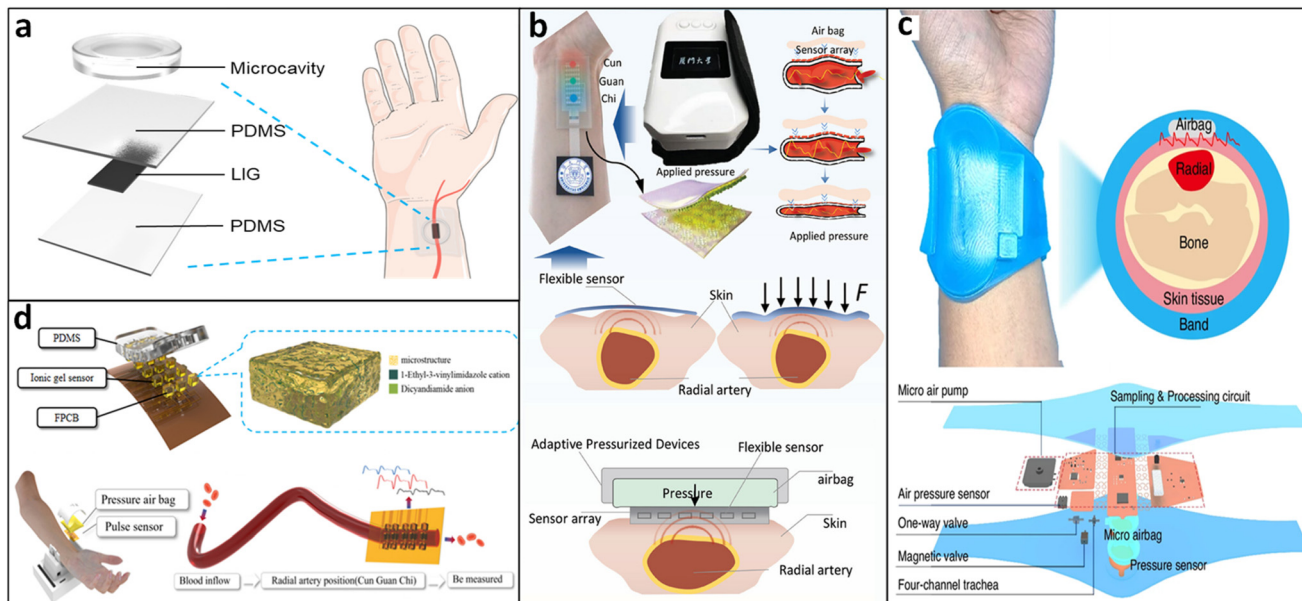 a
Microcavity
PDMS
LIG
PDMS
b
Cun
Guan
Chi
厦门大学
Air bag
Sensor array
Applied pressure
Applied pressure
Flexible sensor
Skin
F
Radial artery
Adaptive Pressurized Devices
Flexible sensor
airbag
Pressure
Sensor array
Skin
Radial artery
c
Airbag
Radial
Bone
Skin tissue
Band
Micro air pump
Sampling & Processing circuit
Air pressure sensor
One-way valve
Magnetic valve
Four-channel trachea
Micro airbag
Pressure sensor
d
PDMS
Ionic gel sensor
FPCB
microstructure
1-Ethyl-3-vinylimidazole cation
Dicyandiamide anion
Pressure air bag
Pulse sensor
Blood inflow
Radial artery position(Cun Guan Chi)
Be measured